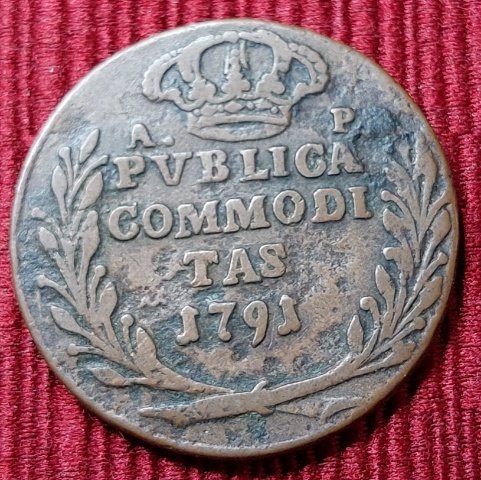 A. P
PVBLICA
COMMODI
TAS
1791